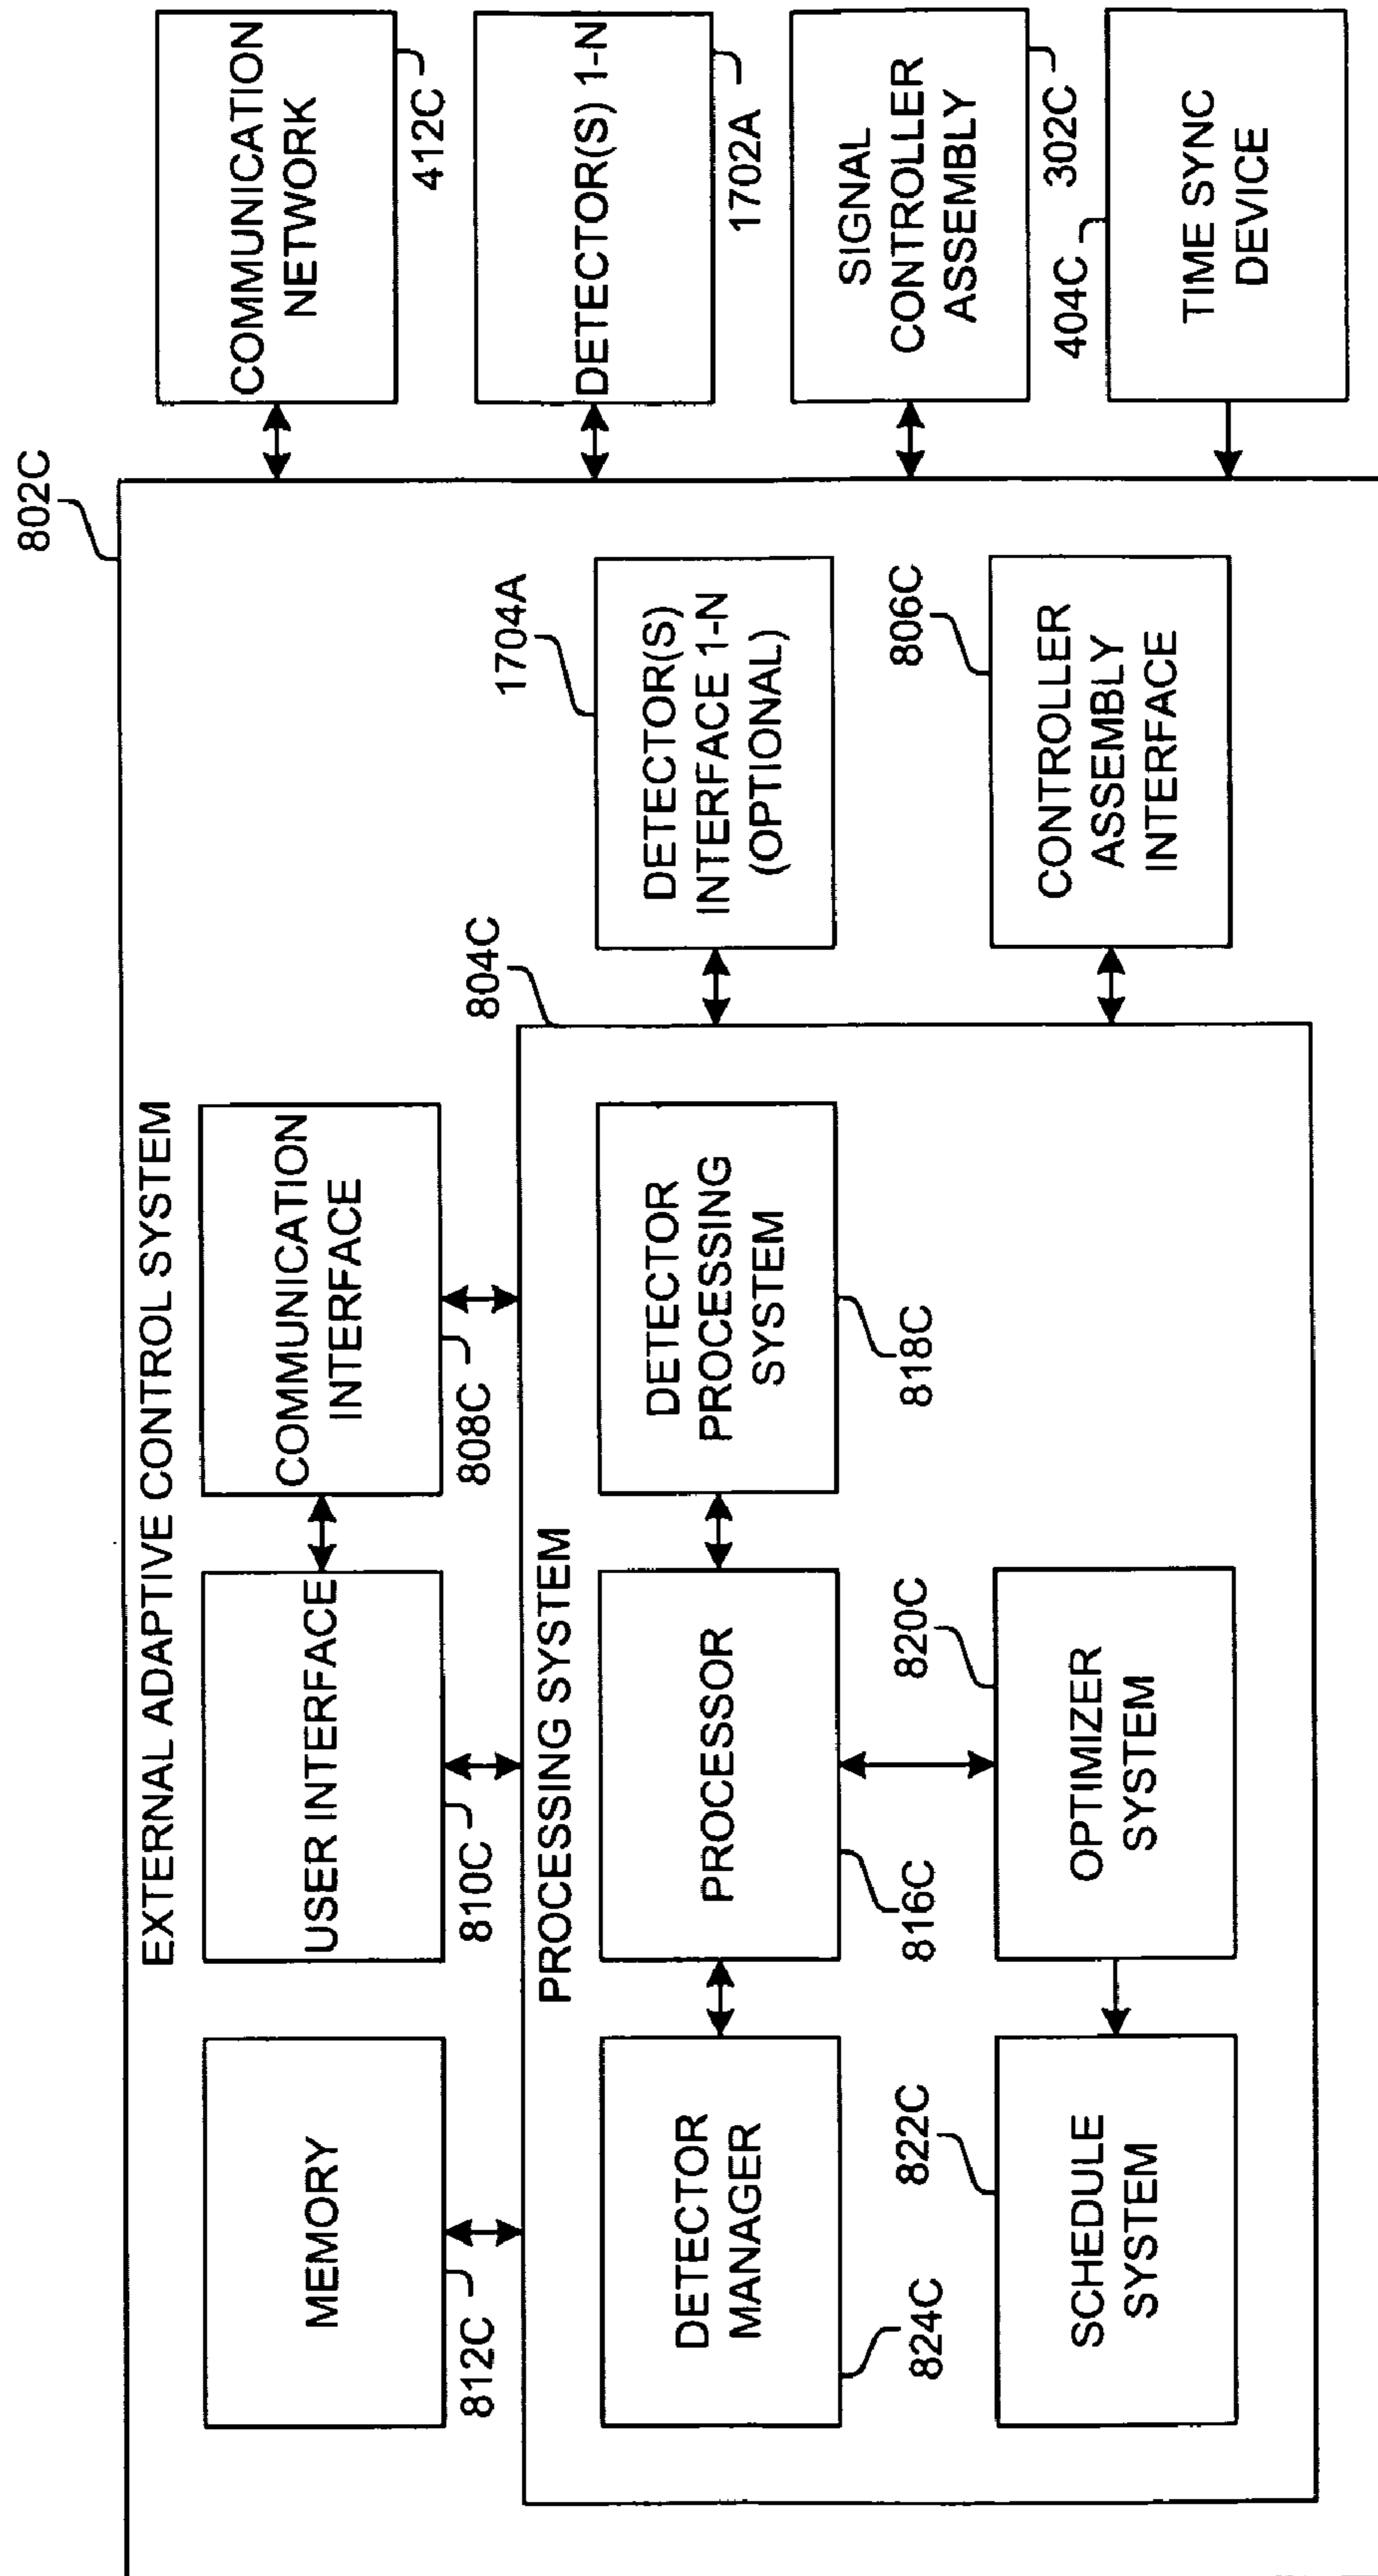 802C
EXTERNAL ADAPTIVE CONTROL SYSTEM
MEMORY
812C
USER INTERFACE
810C
COMMUNICATION
INTERFACE
808C
PROCESSING SYSTEM
804C
DETECTOR
MANAGER
824C
PROCESSOR
816C
DETECTOR
PROCESSING
SYSTEM
818C
SCHEDULE
SYSTEM
822C
OPTIMIZER
SYSTEM
820C
1704A
DETECTOR(S)
INTERFACE 1-N
(OPTIONAL)
806C
CONTROLLER
ASSEMBLY
INTERFACE
COMMUNICATION
NETWORK
412C
DETECTOR(S) 1-N
1702A
SIGNAL
CONTROLLER
ASSEMBLY
302C
404C
TIME SYNC
DEVICE